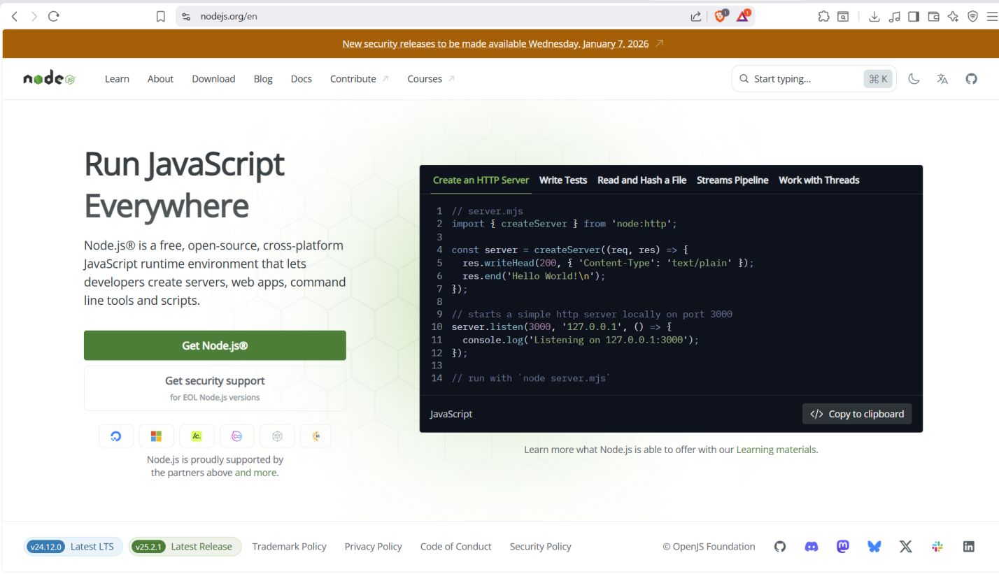 nodejs.org/en
1
1
New security releases to be made available Wednesday, January 7, 2026
node JS
Learn
About
Download
Blog
Docs
Contribute
Courses
Start typing...
⌘ K
Run JavaScript
Everywhere
Node.js® is a free, open-source, cross-platform
JavaScript runtime environment that lets
developers create servers, web apps, command
line tools and scripts.
Get Node.js®
Get security support
for EOL Node.js versions
/c.
M
Node.js is proudly supported by
the partners above and more.
Create an HTTP Server
Write Tests
Read and Hash a File
Streams Pipeline
Work with Threads
1 // server.mjs
2 import { createServer } from 'node:http';
3
4 const server = createServer((req, res) => {
5   res.writeHead(200, { 'Content-Type': 'text/plain' });
6   res.end('Hello World!\n');
7 });
8
9 // starts a simple http server locally on port 3000
10 server.listen(3000, '127.0.0.1', () => {
11   console.log('Listening on 127.0.0.1:3000');
12 });
13
14 // run with `node server.mjs`
JavaScript
</> Copy to clipboard
Learn more what Node.js is able to offer with our Learning materials.
v24.12.0 Latest LTS
v25.2.1 Latest Release
Trademark Policy
Privacy Policy
Code of Conduct
Security Policy
© OpenJS Foundation
X
in